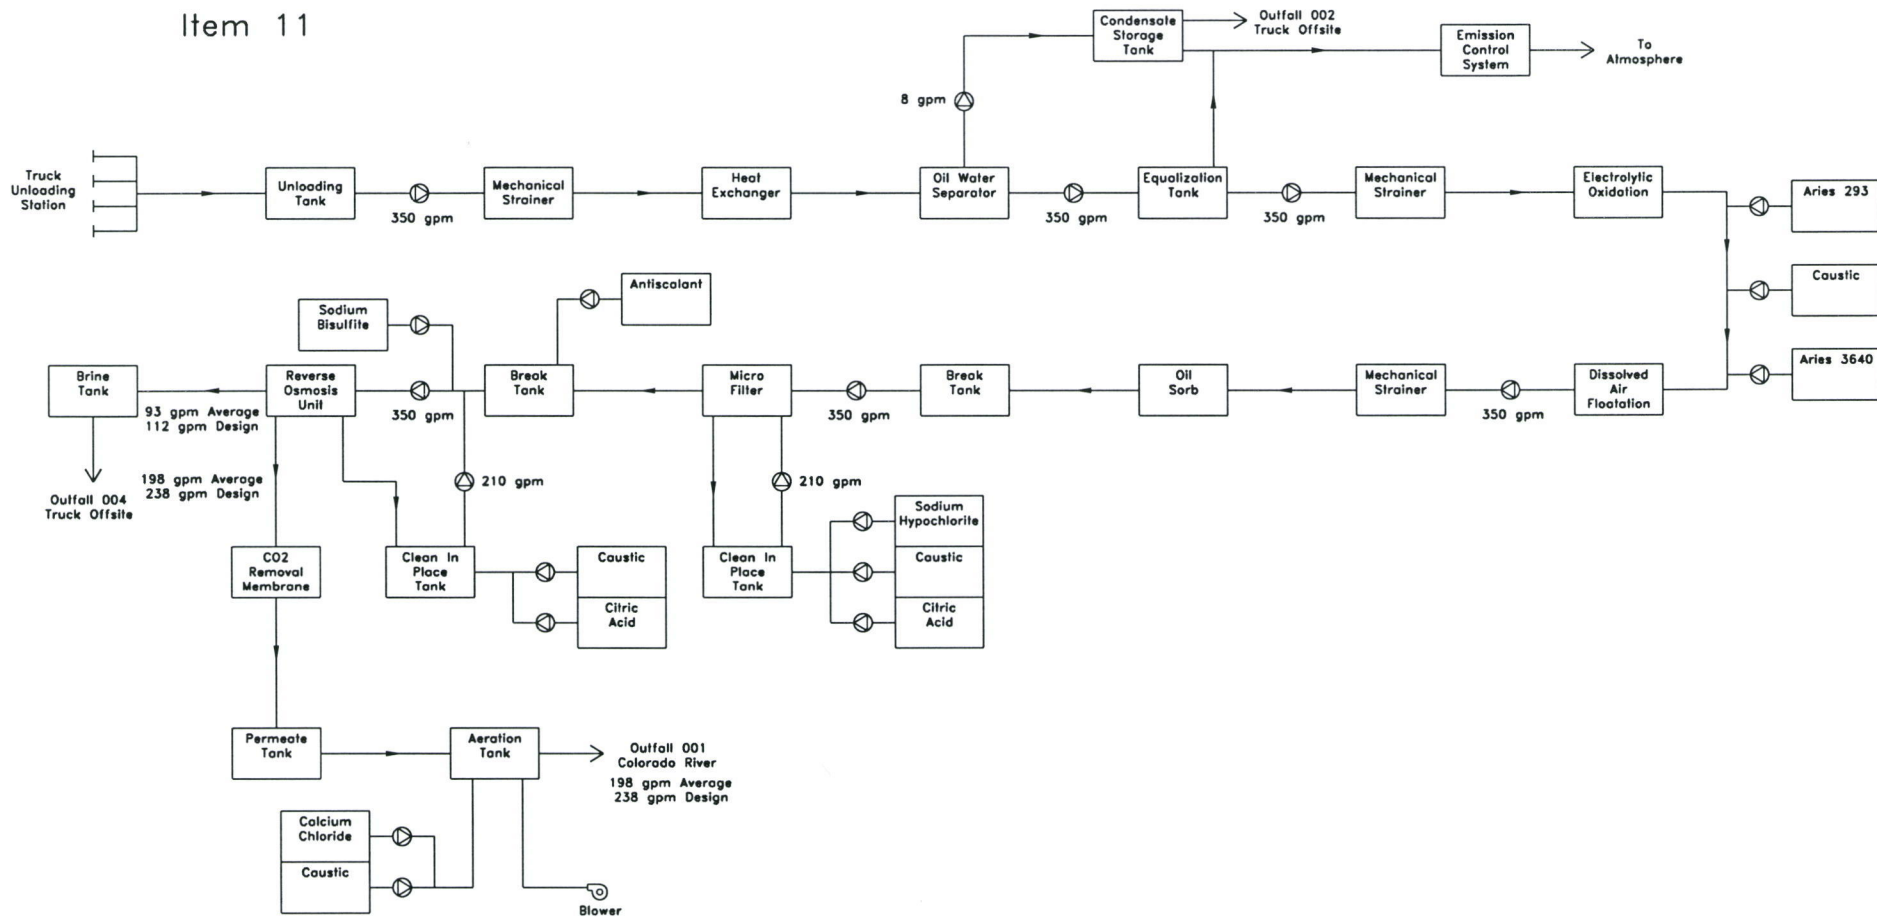 Item 11
Condensate
Storage
Tank
Outfall 002
Truck Offsite
Emission
Control
System
To
Atmosphere
8 gpm
Truck
Unloading
Station
Unloading
Tank
350 gpm
Mechanical
Strainer
Heat
Exchanger
Oil Water
Separator
350 gpm
Equalization
Tank
350 gpm
Mechanical
Strainer
Electrolytic
Oxidation
Aries 293
Caustic
Aries 3640
Sodium
Bisulfite
Antiscalant
Brine
Tank
93 gpm Average
112 gpm Design
Reverse
Osmosis
Unit
350 gpm
Break
Tank
Micro
Filter
350 gpm
Break
Tank
Oil
Sorb
Mechanical
Strainer
350 gpm
Dissolved
Air
Floatation
Outfall 004
Truck Offsite
198 gpm Average
238 gpm Design
210 gpm
210 gpm
CO2
Removal
Membrane
Clean In
Place
Tank
Caustic
Citric
Acid
Clean In
Place
Tank
Sodium
Hypochlorite
Caustic
Citric
Acid
Permeate
Tank
Aeration
Tank
Outfall 001
Colorado River
198 gpm Average
238 gpm Design
Calcium
Chloride
Caustic
Blower